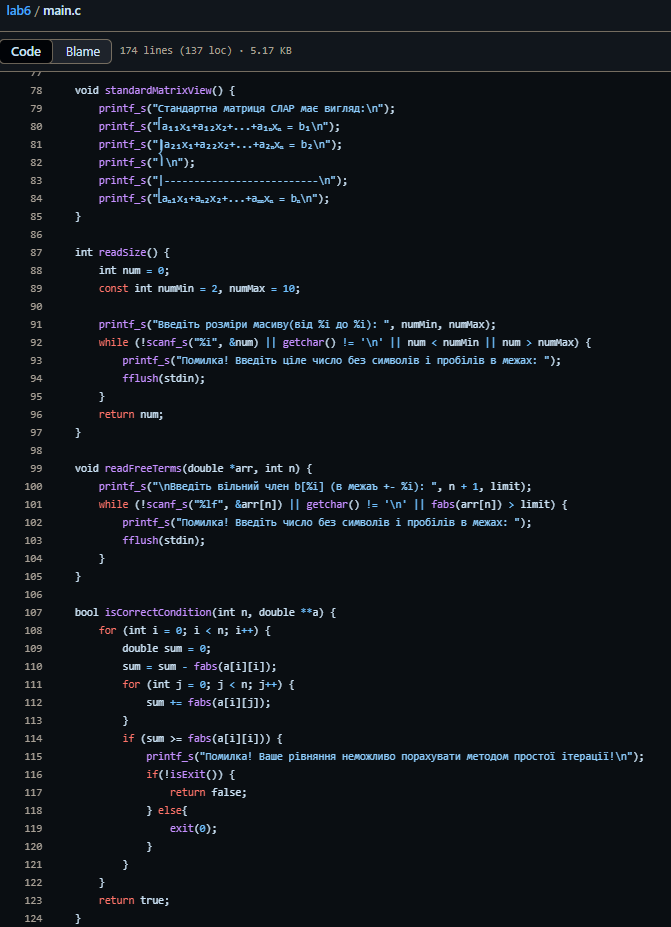 lab6 / main.c
Code Blame 174 lines (137 loc) · 5.17 KB
77
78 void standardMatrixView() {
79 printf_s("Стандартна матриця СЛАР має вигляд:\n");
80 printf_s("⎡a₁₁x₁+a₁₂x₂+...+a₁ₙxₙ = b₁\n");
81 printf_s("⎪a₂₁x₁+a₂₂x₂+...+a₂ₙxₙ = b₂\n");
82 printf_s("⎨\n");
83 printf_s("|--------------------------\n");
84 printf_s("⎣aₙ₁x₁+aₙ₂x₂+...+aₙₙxₙ = bₙ\n");
85 }
86
87 int readSize() {
88 int num = 0;
89 const int numMin = 2, numMax = 10;
90
91 printf_s("Введіть розміри масиву(від %i до %i): ", numMin, numMax);
92 while (!scanf_s("%i", &num) || getchar() != '\n' || num < numMin || num > numMax) {
93 printf_s("Помилка! Введіть ціле число без символів і пробілів в межах: ");
94 fflush(stdin);
95 }
96 return num;
97 }
98
99 void readFreeTerms(double *arr, int n) {
100 printf_s("\nВведіть вільний член b[%i] (в межаъ +- %i): ", n + 1, limit);
101 while (!scanf_s("%lf", &arr[n]) || getchar() != '\n' || fabs(arr[n]) > limit) {
102 printf_s("Помилка! Введіть число без символів і пробілів в межах: ");
103 fflush(stdin);
104 }
105 }
106
107 bool isCorrectCondition(int n, double **a) {
108 for (int i = 0; i < n; i++) {
109 double sum = 0;
110 sum = sum - fabs(a[i][i]);
111 for (int j = 0; j < n; j++) {
112 sum += fabs(a[i][j]);
113 }
114 if (sum >= fabs(a[i][i])) {
115 printf_s("Помилка! Ваше рівняння неможливо порахувати методом простої ітерації!\n");
116 if(!isExit()) {
117 return false;
118 } else{
119 exit(0);
120 }
121 }
122 }
123 return true;
124 }